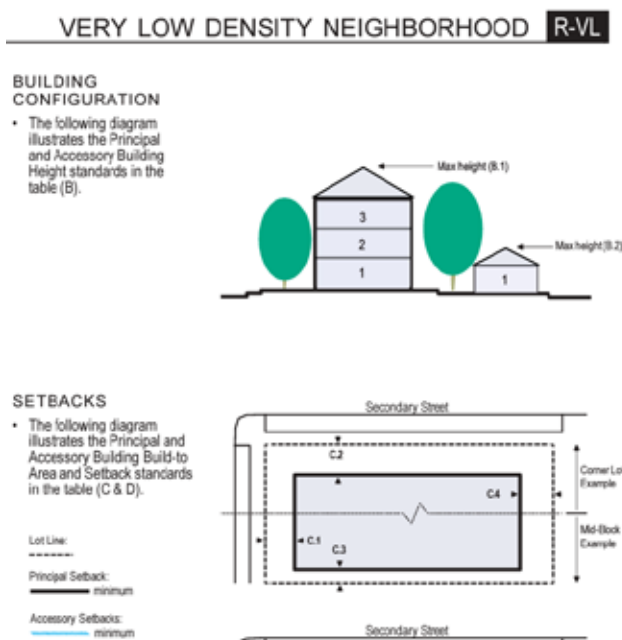 VERY LOW DENSITY NEIGHBORHOOD R-VL
BUILDING
CONFIGURATION
• The following diagram
illustrates the Principal
and Accessory Building
Height standards in the
table (B).
Max height (B.1)
3
2
1
Max height (B.2)
1
SETBACKS
• The following diagram
illustrates the Principal and
Accessory Building Build-to
Area and Setback standards
in the table (C & D).
Lot Line:
Principal Setback:
minimum
Accessory Setbacks:
minimum
Secondary Street
C.2
C.4
C.1
C.3
Corner Lo
Example
Mid-Block
Example
Secondary Street